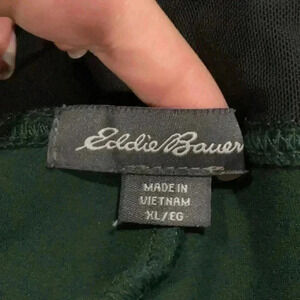 Eddie Bauer
MADE IN
VIETNAM
XL/EG